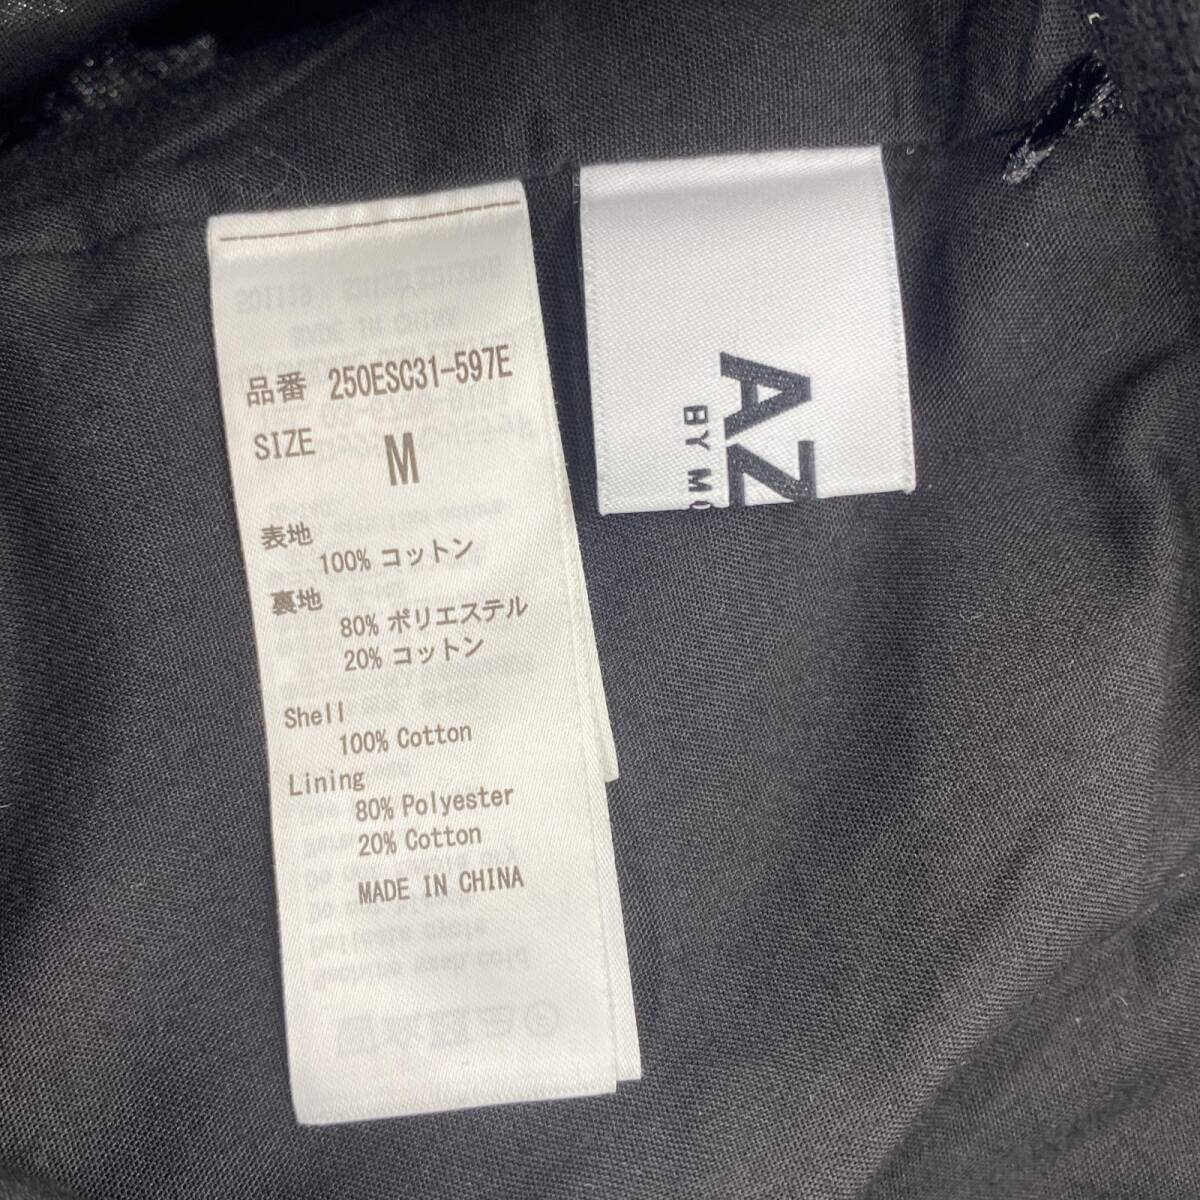 品番 250ESC31-597E
SIZE M
表地
100% コットン
裏地
80% ポリエステル
20% コットン
Shell
100% Cotton
Lining
80% Polyester
20% Cotton
MADE IN CHINA
AZ
BY